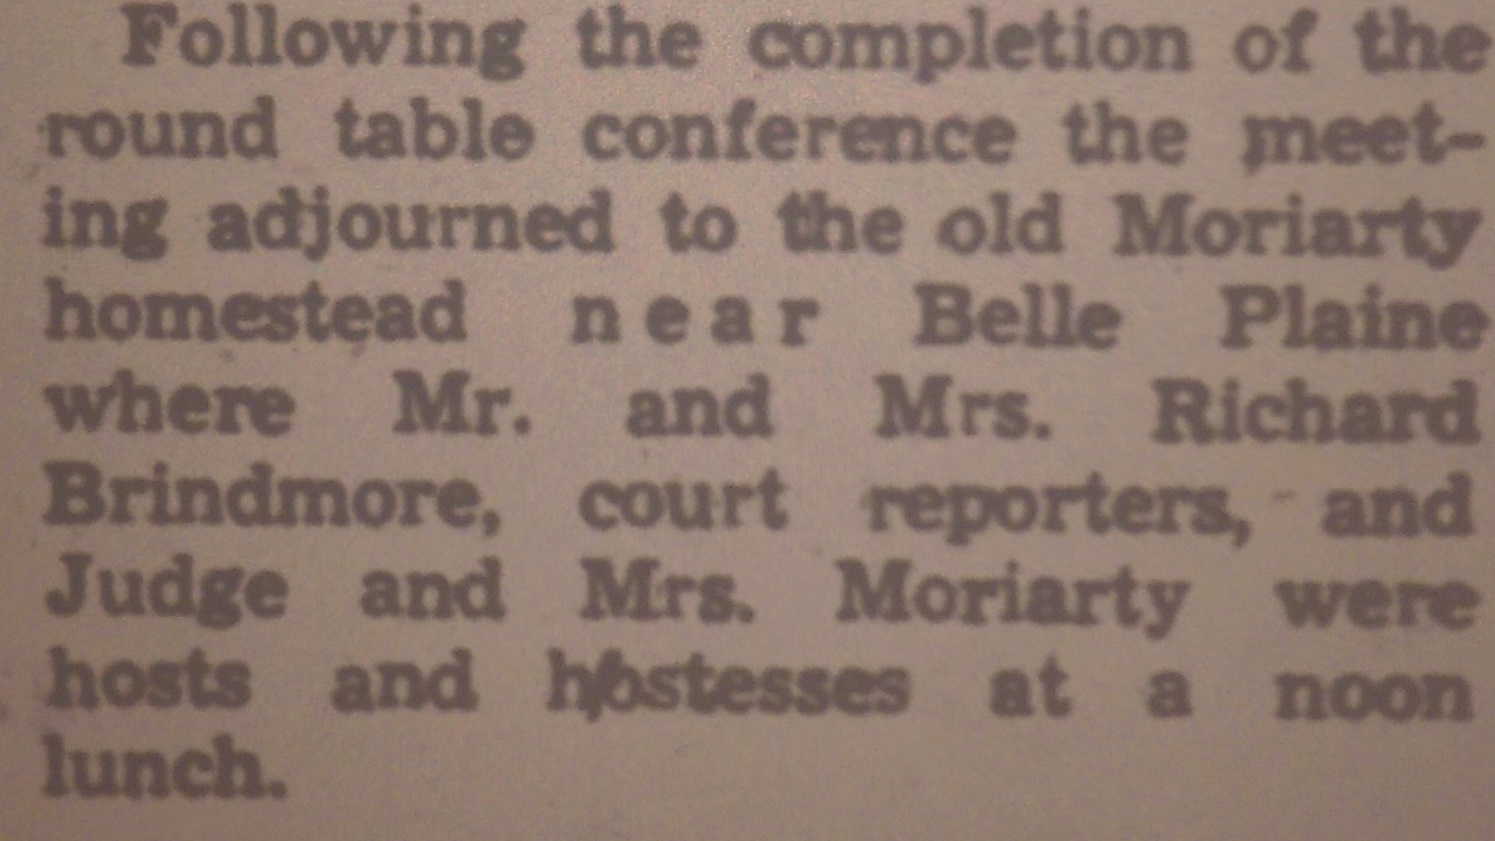 Following the completion of the
round table conference the meet-
ing adjourned to the old Moriarty
homestead near Belle Plaine
where Mr. and Mrs. Richard
Brindmore, court reporters, and
Judge and Mrs. Moriarty were
hosts and hostesses at a noon
lunch.